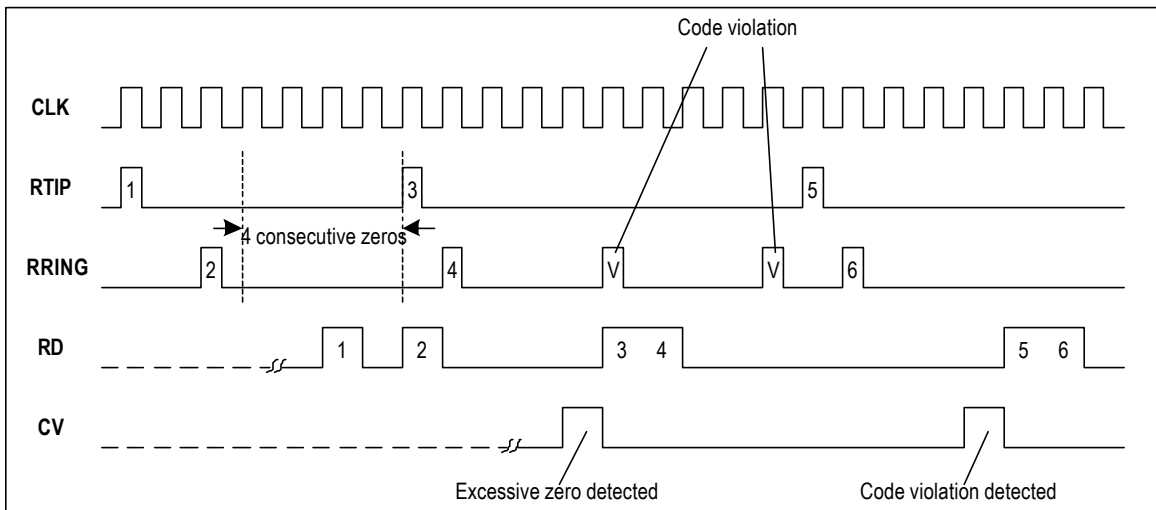 Code violation
CLK
RTIP 1 3 5
4 consecutive zeros
RRING 2 4 V V 6
RD 1 2 3 4 5 6
CV
Excessive zero detected Code violation detected